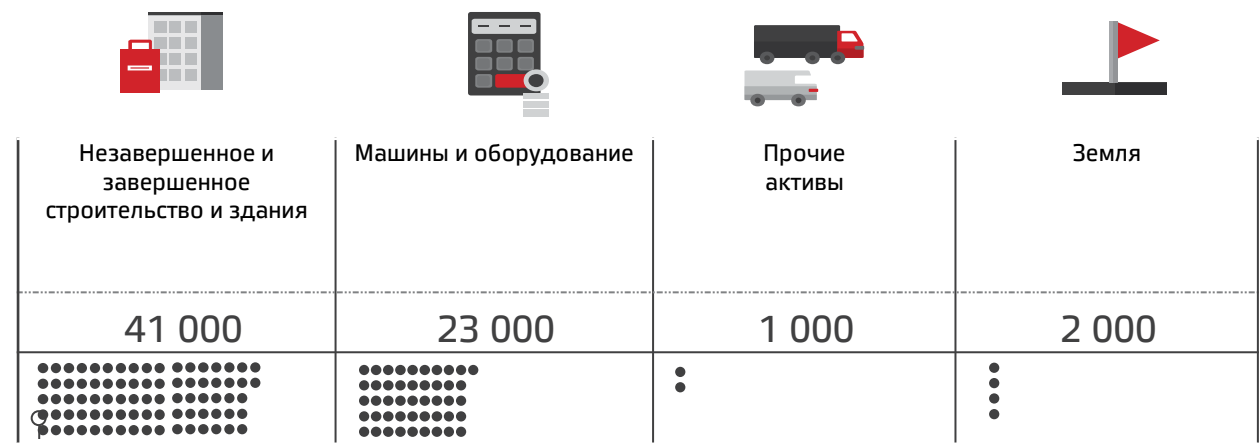 Незавершенное и
завершенное
строительство и здания
Машины и оборудование
Прочие
активы
Земля
41 000
23 000
1 000
2 000